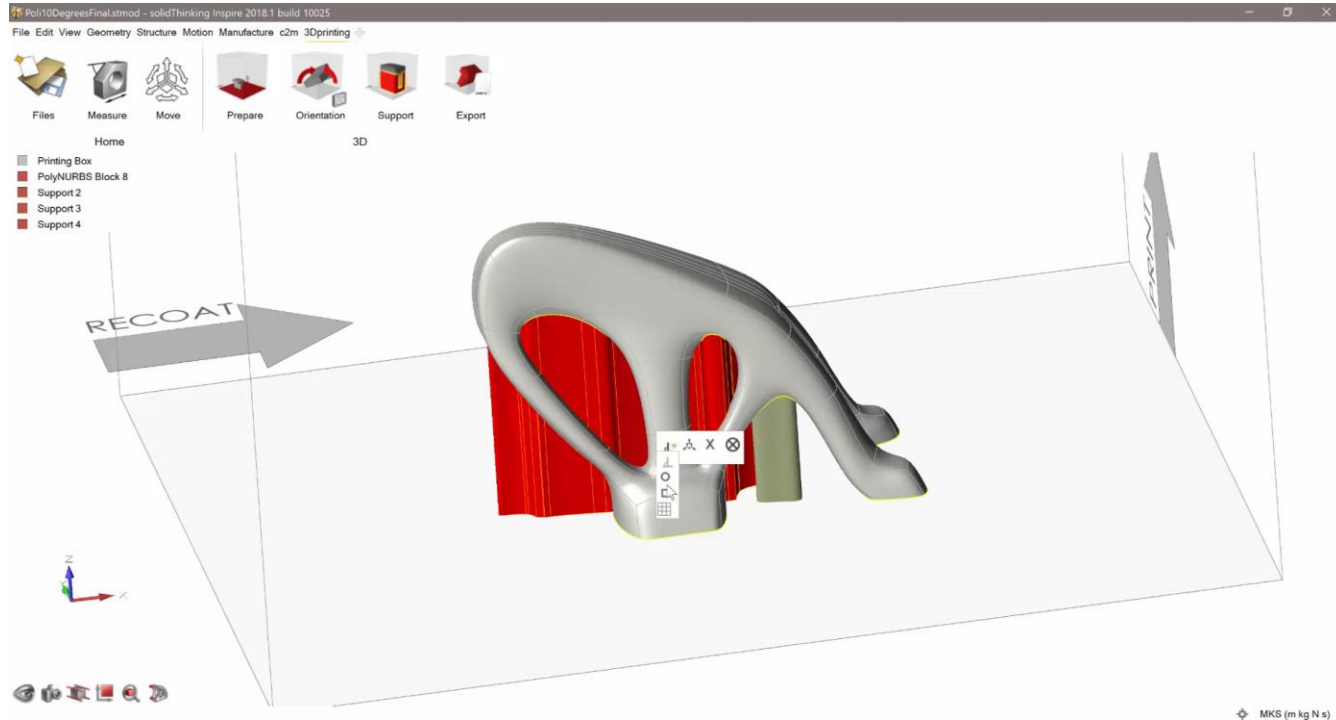 Poli10DegreesFinal.stmod - solidThinking Inspire 2018.1 build 10025
File Edit View Geometry Structure Motion Manufacture c2m 3Dprinting
Files Measure Move Prepare Orientation Support Export
Home 3D
Printing Box
PolyNURBS Block 8
Support 2
Support 3
Support 4
PRINT
RECOAT
Z
X
MKS (m kg N s)